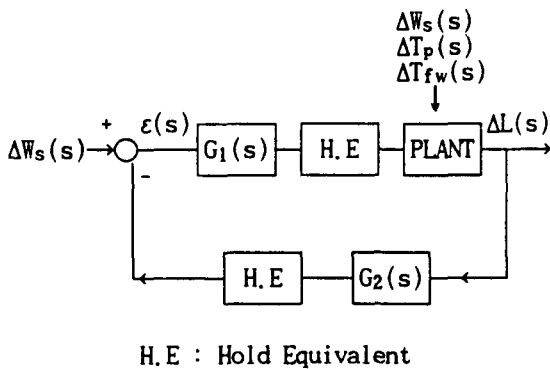 ΔWs(s)
ΔTp(s)
ΔTfw(s)
ΔWs(s)
+
ε(s)
-
G1(s)
H.E
PLANT
ΔL(s)
H.E
G2(s)
H.E : Hold Equivalent